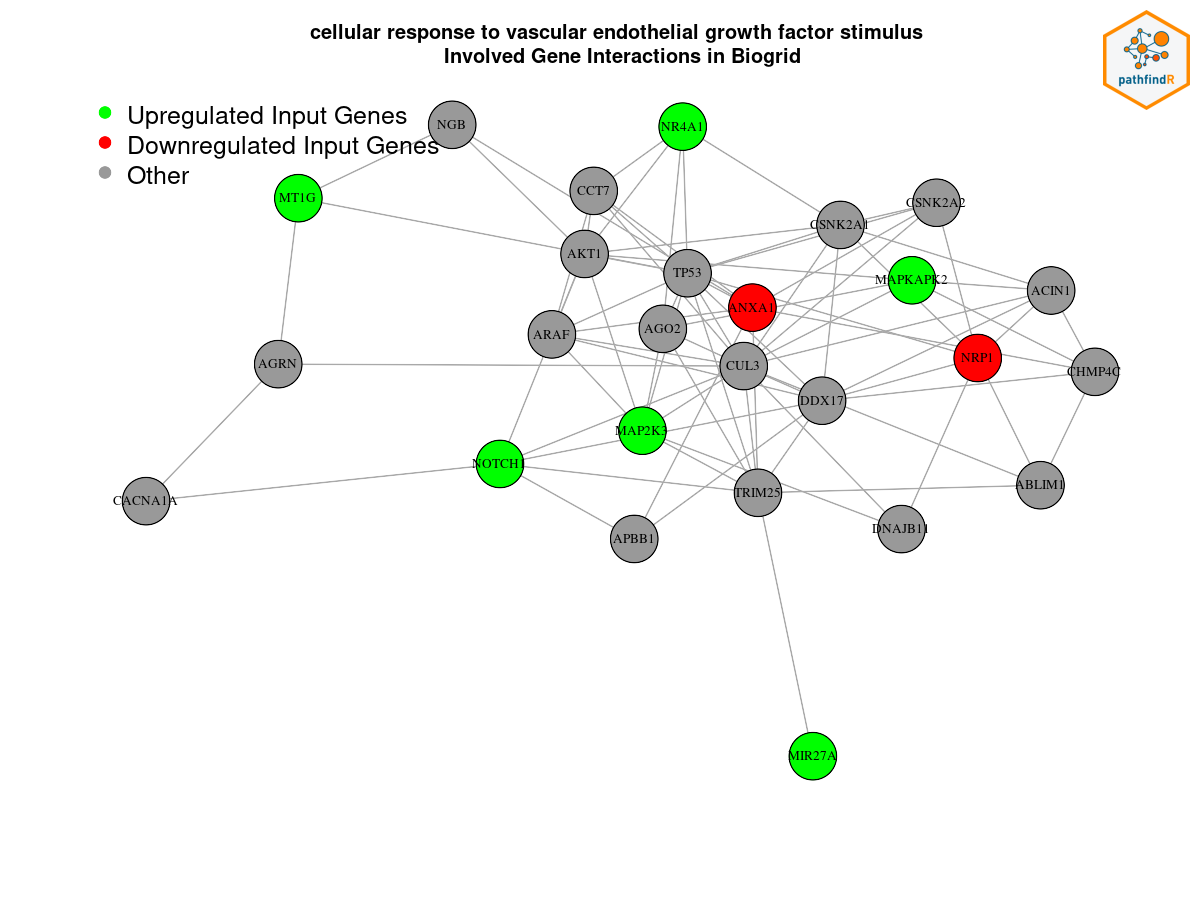 cellular response to vascular endothelial growth factor stimulus
Involved Gene Interactions in Biogrid
pathfindR
Upregulated Input Genes
Downregulated Input Genes
Other
NGB
NR4A1
MT1G
CCT7
CSNK2A2
CSNK2A1
AKT1
TP53
MAPKAPK2
ACIN1
ANXA1
AGO2
ARAF
NRP1
AGRN
CUL3
CHMP4C
DDX17
MAP2K3
NOTCH1
ABLIM1
TRIM25
CACNA1A
DNAJB11
APBB1
MIR27A